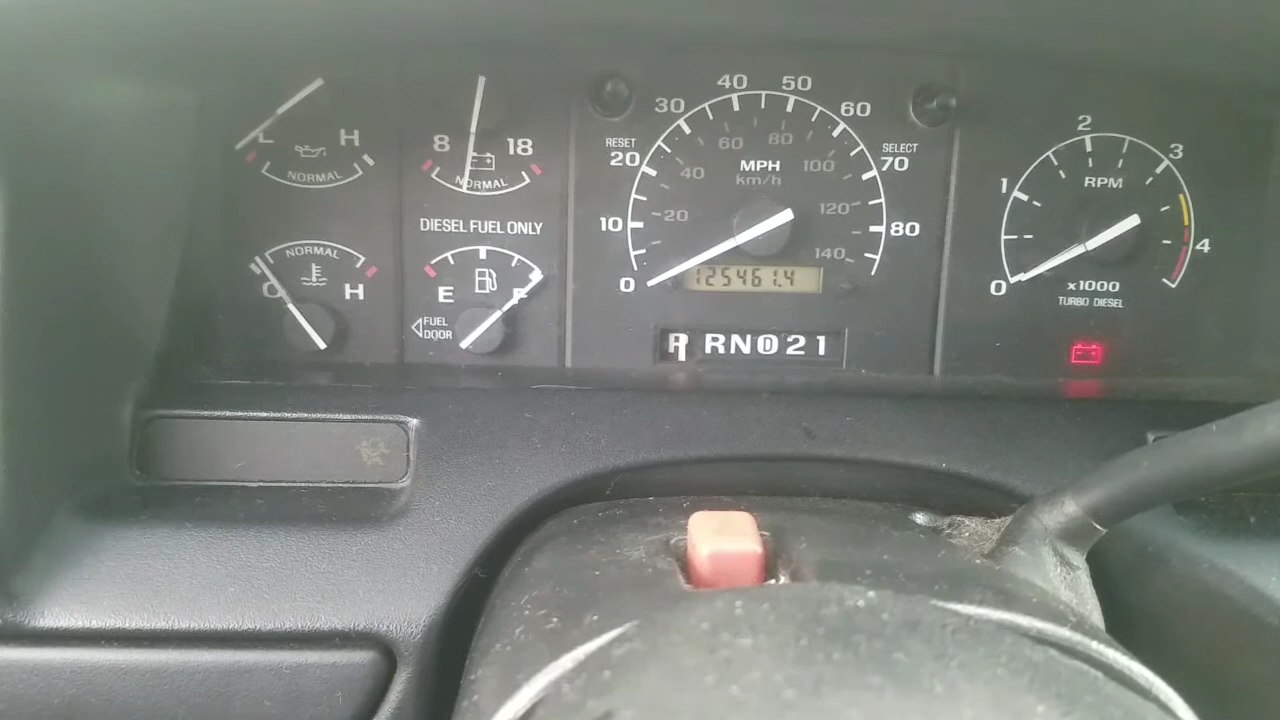 L H
NORMAL
8 18
NORMAL
DIESEL FUEL ONLY
NORMAL
C H
E F
FUEL
DOOR
RESET
SELECT
0 10 20 30 40 50 60 70 80
20 40 60 80 100 120 140
MPH
km/h
125461.4
P RND21
0 1 2 3 4
RPM
x1000
TURBO DIESEL